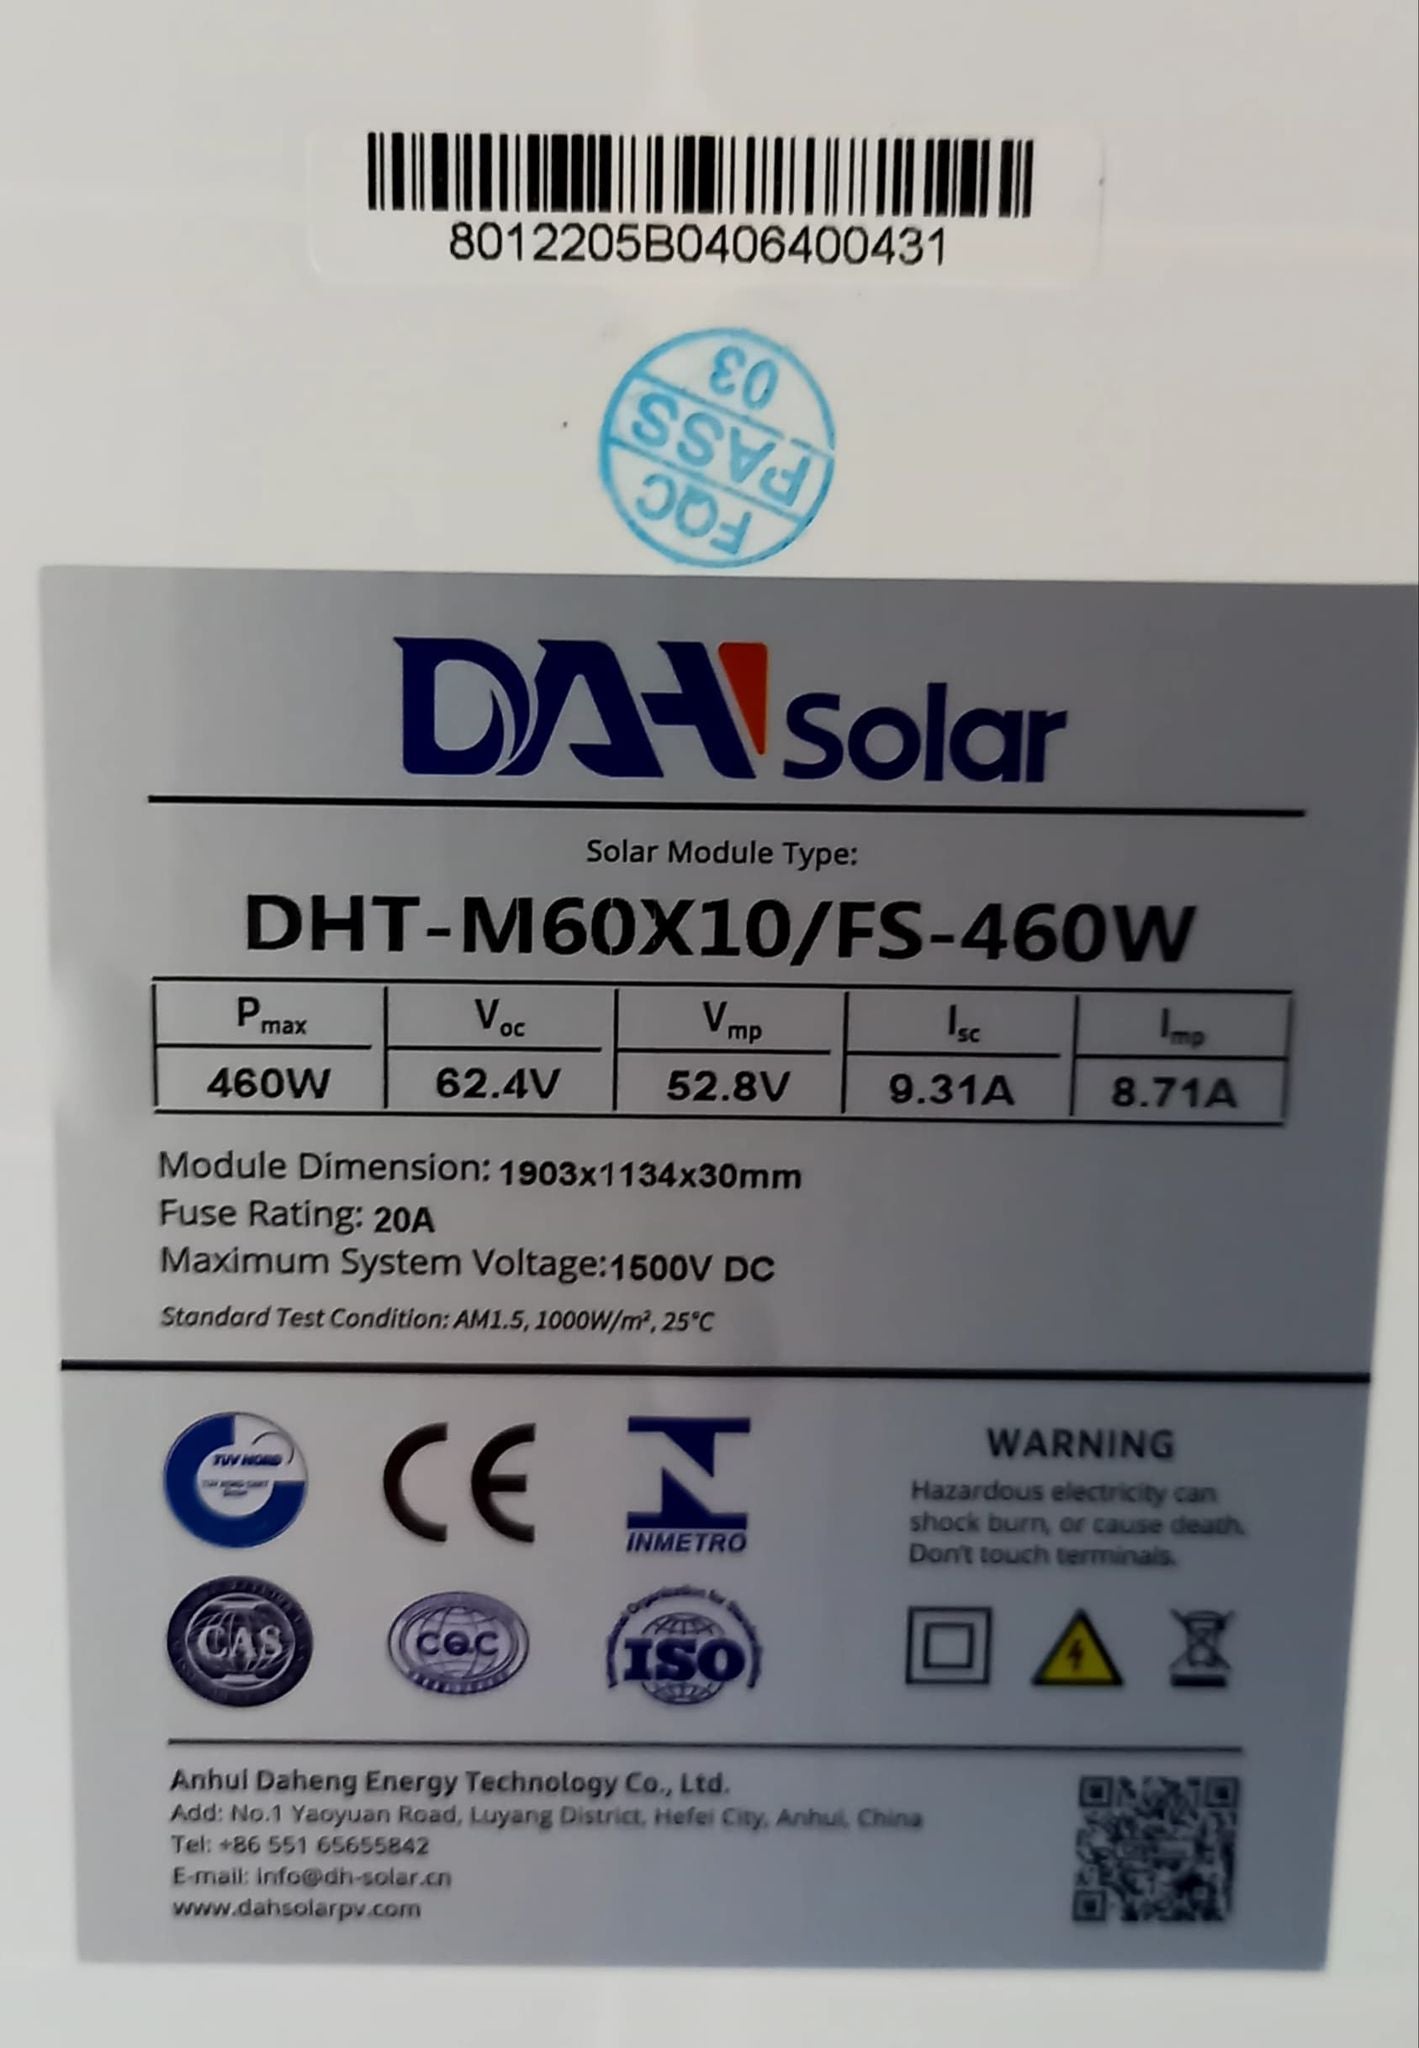 8012205B0406400431
03
PASS
FQC
DAH Solar
Solar Module Type:
DHT-M60X10/FS-460W
Pmax Voc Vmp Isc Imp
460W 62.4V 52.8V 9.31A 8.71A
Module Dimension: 1903x1134x30mm
Fuse Rating: 20A
Maximum System Voltage:1500V DC
Standard Test Condition: AM1.5, 1000W/m², 25°C
TUV NORD
CE
INMETRO
CAS
CQC
ISO
WARNING
Hazardous electricity can
shock burn, or cause death.
Don't touch terminals.
Anhui Daheng Energy Technology Co., Ltd.
Add: No.1 Yaoyuan Road, Luyang District, Hefei City, Anhui, China
Tel: +86 551 65655842
E-mail: info@dh-solar.cn
www.dahsolarpv.com